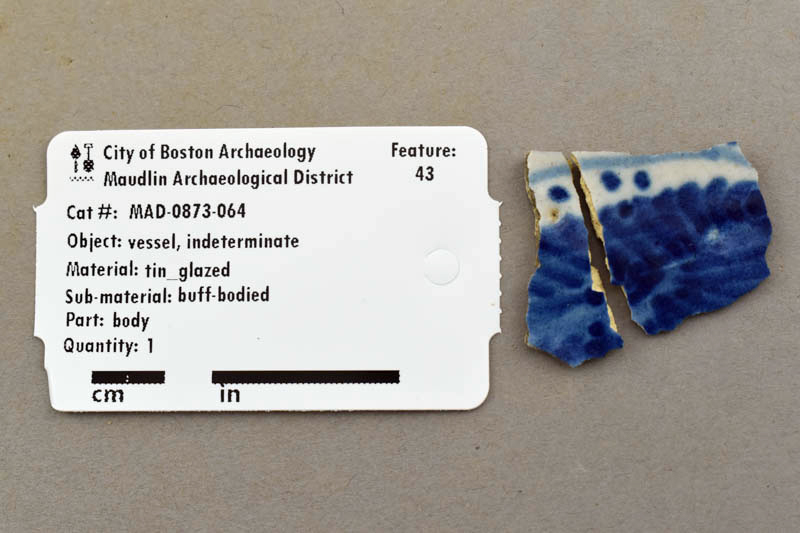 City of Boston Archaeology
Maudlin Archaeological District
Feature:
43
Cat #: MAD-0873-064
Object: vessel, indeterminate
Material: tin_glazed
Sub-material: buff-bodied
Part: body
Quantity: 1
cm in